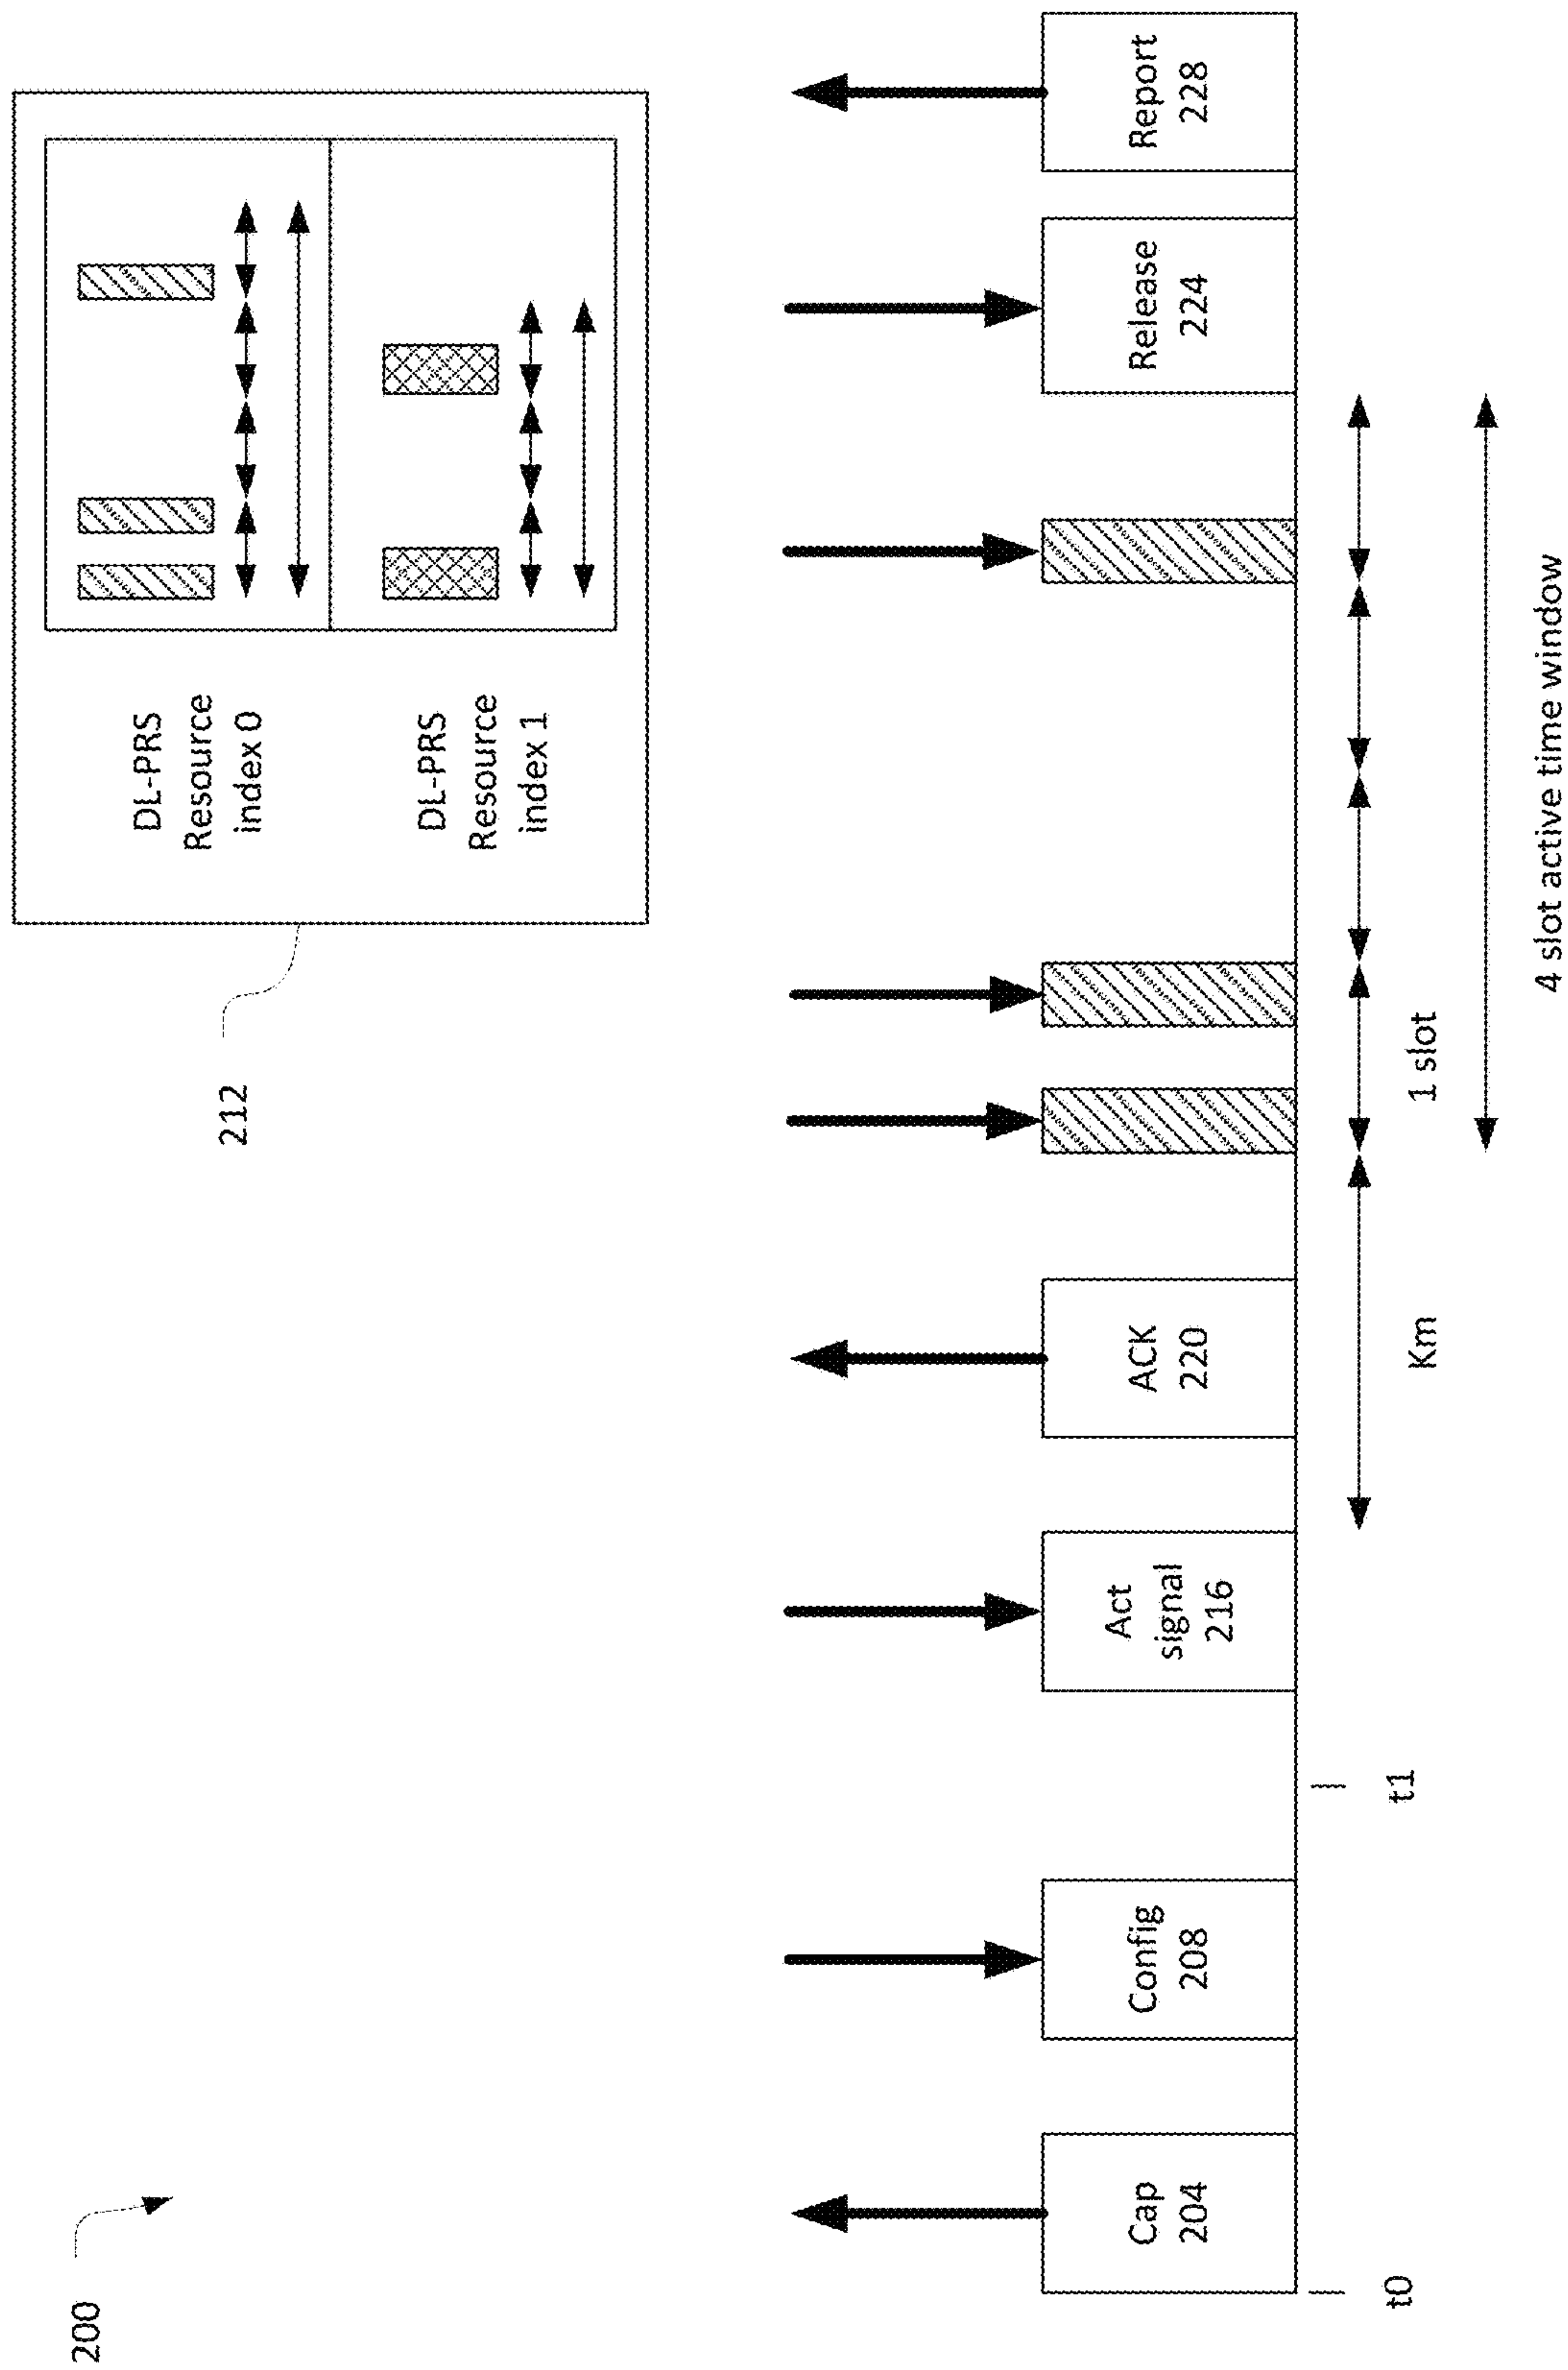 200
212
DL-PRS
Resource
index 0
DL-PRS
Resource
index 1
Cap
204
Config
208
Act
signal
216
ACK
220
Release
224
Report
228
t0
t1
Km
1 slot
4 slot active time window